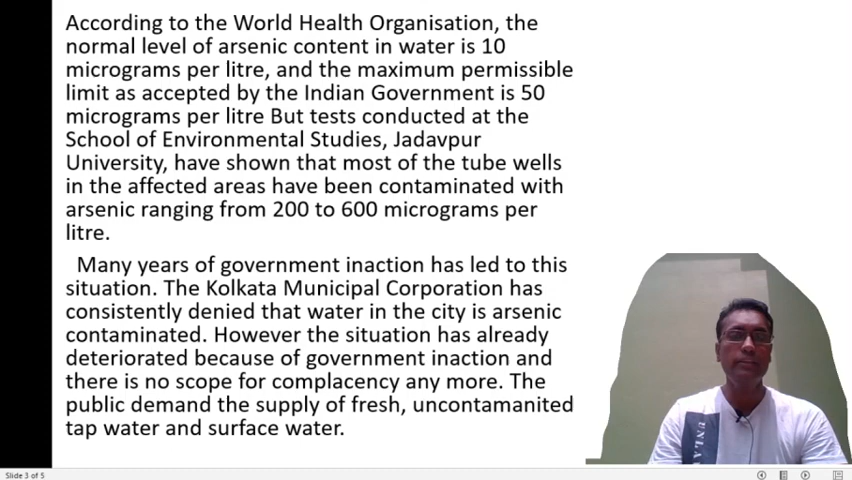 According to the World Health Organisation, the
normal level of arsenic content in water is 10
micrograms per litre, and the maximum permissible
limit as accepted by the Indian Government is 50
micrograms per litre But tests conducted at the
School of Environmental Studies, Jadavpur
University, have shown that most of the tube wells
in the affected areas have been contaminated with
arsenic ranging from 200 to 600 micrograms per
litre.
Many years of government inaction has led to this
situation. The Kolkata Municipal Corporation has
consistently denied that water in the city is arsenic
contaminated. However the situation has already
deteriorated because of government inaction and
there is no scope for complacency any more. The
public demand the supply of fresh, uncontamanited
tap water and surface water.
Slide 3 of 5